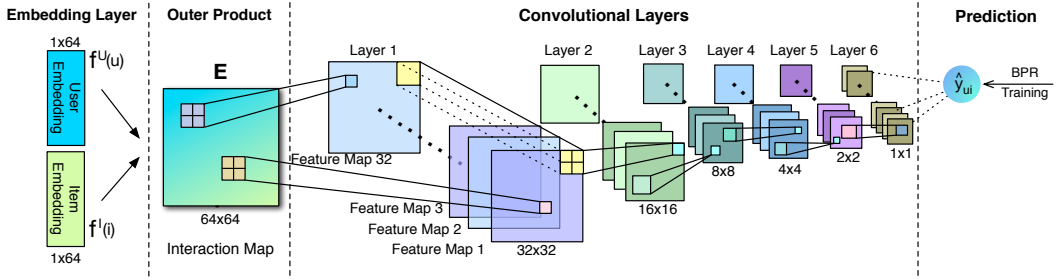 Embedding Layer
Outer Product
Convolutional Layers
Prediction
1x64
f^U(u)
User
Embedding
Item
Embedding
f^I(i)
1x64
E
64x64
Interaction Map
Layer 1
Feature Map 32
Feature Map 3
Feature Map 2
Feature Map 1
32x32
Layer 2
16x16
Layer 3
8x8
Layer 4
4x4
Layer 5
2x2
Layer 6
1x1
ŷ_ui
BPR
Training